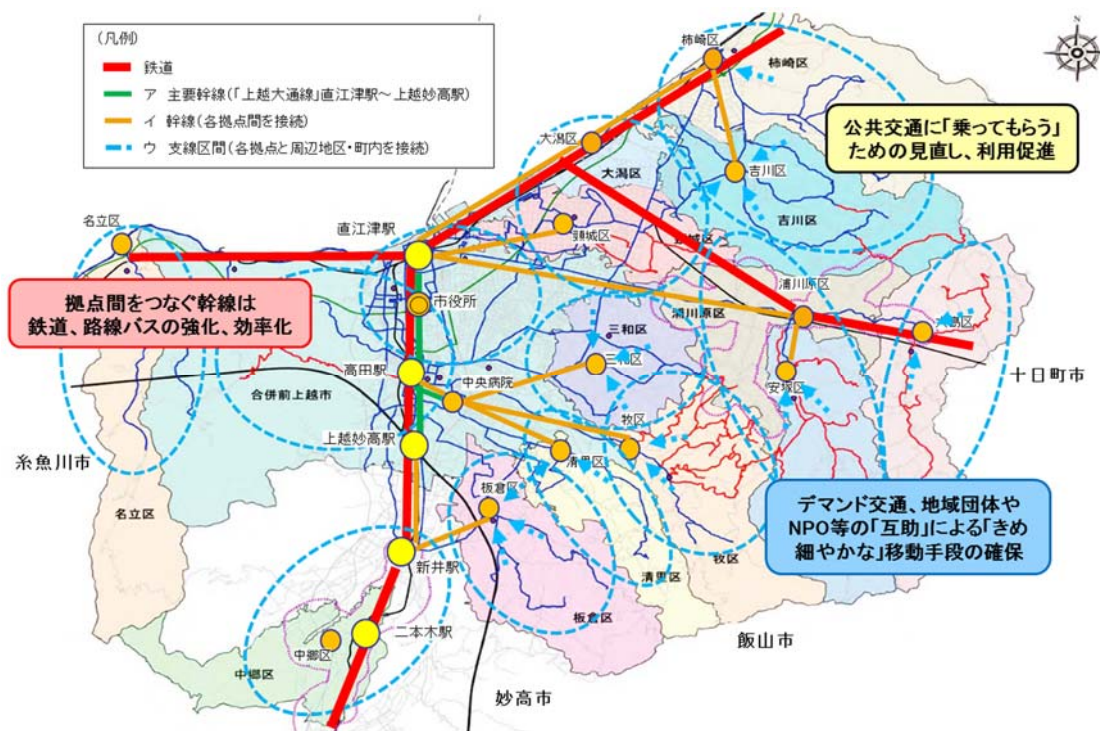 (凡例)
鉄道
ア 主要幹線(「上越大通線」直江津駅～上越妙高駅)
イ 幹線(各拠点間を接続)
ウ 支線区間(各拠点と周辺地区・町内を接続)
N
柿崎区
柿崎区
公共交通に「乗ってもらう」
ための見直し、利用促進
大潟区
大潟区
吉川区
吉川区
名立区
直江津駅
頸城区
浦川原区
拠点間をつなぐ幹線は
鉄道、路線バスの強化、効率化
市役所
三和区
三和区
高田駅
中央病院
合併前上越市
安塚区
十日町市
上越妙高駅
牧区
糸魚川市
清里区
板倉区
デマンド交通、地域団体や
NPO等の「互助」による「きめ
細やかな」移動手段の確保
名立区
新井駅
牧区
清里区
板倉区
飯山市
二本木駅
中郷区
中郷区
妙高市